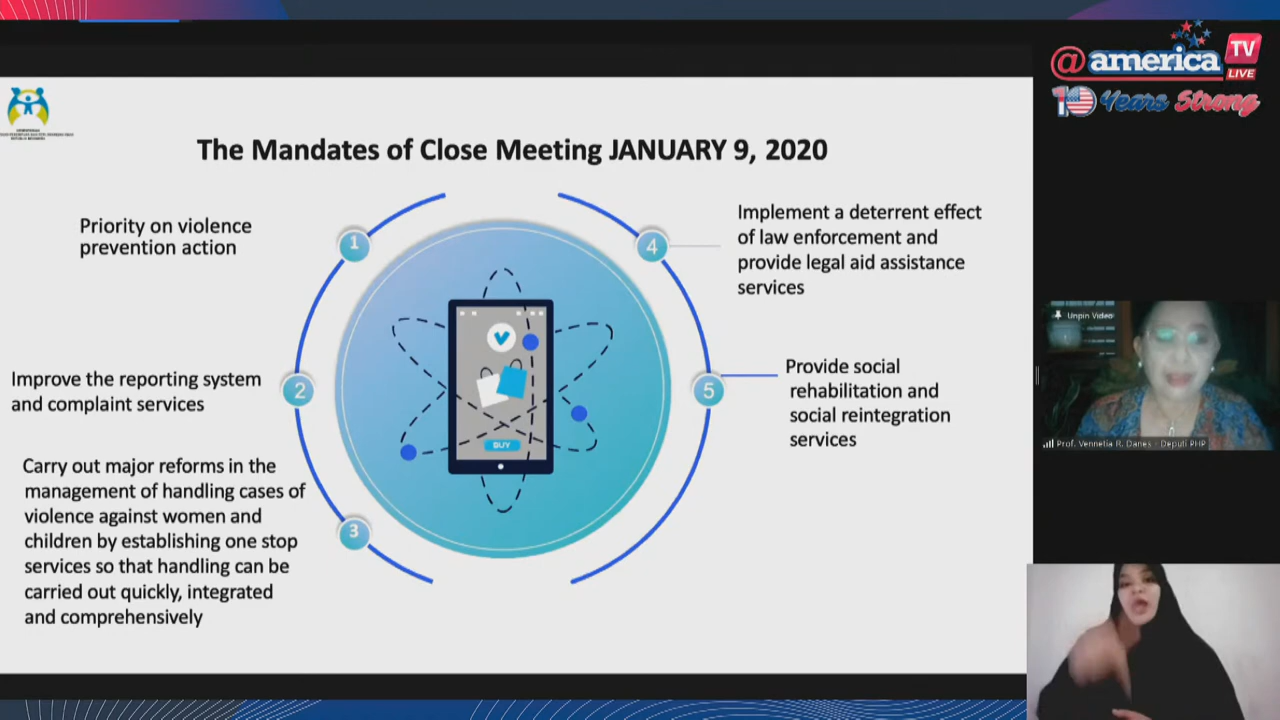 @america TV
LIVE
10 Years Strong
The Mandates of Close Meeting JANUARY 9, 2020
1
Priority on violence
prevention action
2
Improve the reporting system
and complaint services
3
Carry out major reforms in the
management of handling cases of
violence against women and
children by establishing one stop
services so that handling can be
carried out quickly, integrated
and comprehensively
4
Implement a deterrent effect
of law enforcement and
provide legal aid assistance
services
5
Provide social
rehabilitation and
social reintegration
services
BUY
Unpin Video
Prof. Vennetia R. Danes - Deputi PHP